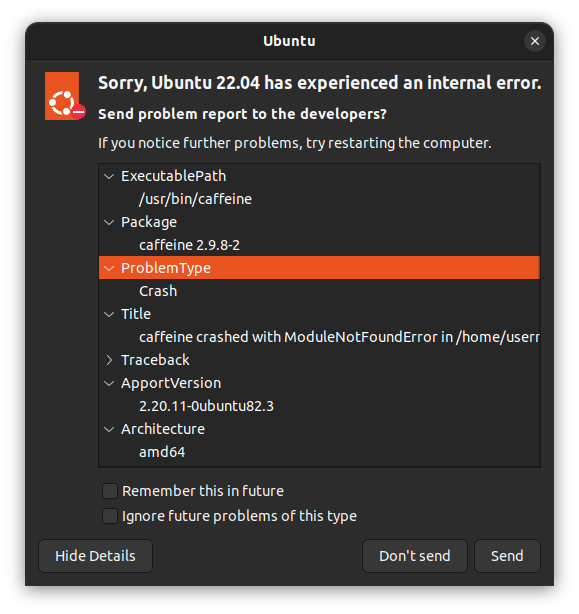 Ubuntu
Sorry, Ubuntu 22.04 has experienced an internal error.
Send problem report to the developers?
If you notice further problems, try restarting the computer.
ExecutablePath
/usr/bin/caffeine
Package
caffeine 2.9.8-2
ProblemType
Crash
Title
caffeine crashed with ModuleNotFoundError in /home/userr
Traceback
ApportVersion
2.20.11-0ubuntu82.3
Architecture
amd64
Remember this in future
Ignore future problems of this type
Hide Details
Don't send
Send